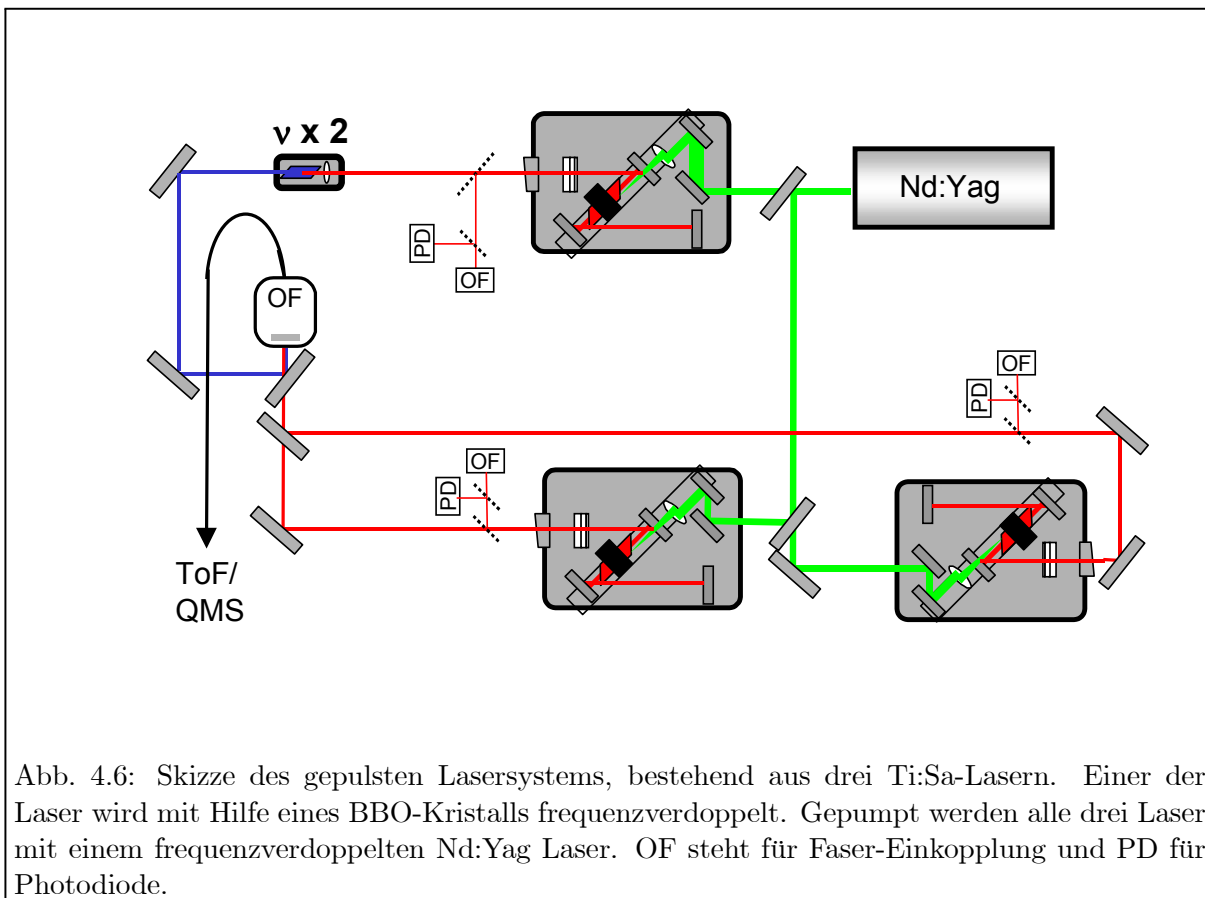 ν x 2
Nd:Yag
PD
OF
OF
OF
PD
OF
PD
ToF/
QMS
Abb. 4.6: Skizze des gepulsten Lasersystems, bestehend aus drei Ti:Sa-Lasern. Einer der
Laser wird mit Hilfe eines BBO-Kristalls frequenzverdoppelt. Gepumpt werden alle drei Laser
mit einem frequenzverdoppelten Nd:Yag Laser. OF steht für Faser-Einkopplung und PD für
Photodiode.